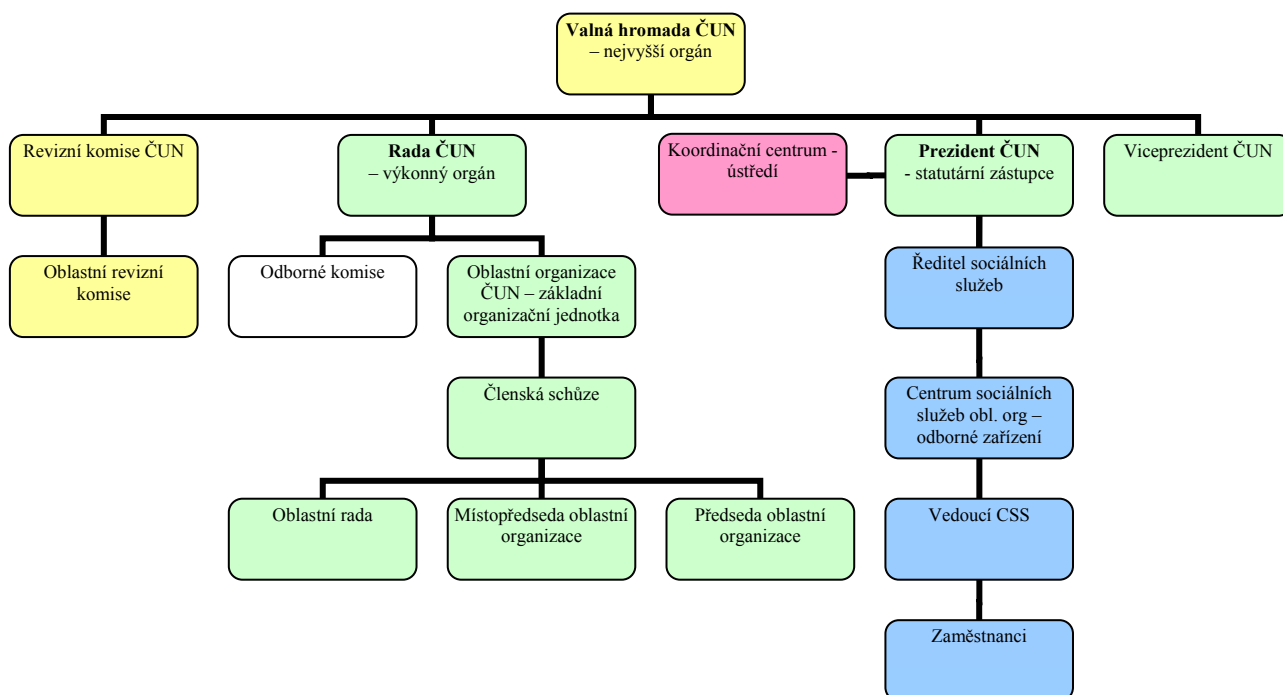 Valná hromada ČUN
– nejvyšší orgán
Revizní komise ČUN
Rada ČUN
– výkonný orgán
Koordinační centrum -
ústředí
Prezident ČUN
- statutární zástupce
Viceprezident ČUN
Oblastní revizní
komise
Odborné komise
Oblastní organizace
ČUN – základní
organizační jednotka
Ředitel sociálních
služeb
Členská schůze
Centrum sociálních
služeb obl. org –
odborné zařízení
Oblastní rada
Místopředseda oblastní
organizace
Předseda oblastní
organizace
Vedoucí CSS
Zaměstnanci